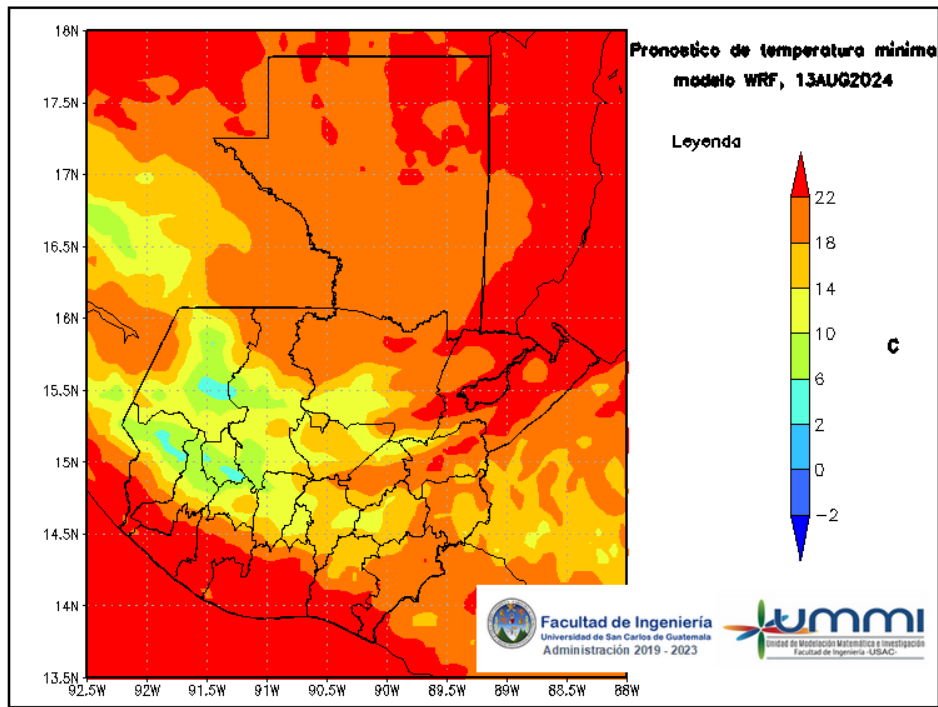 Pronostico de temperatura minima
modelo WRF, 13AUG2024
Leyenda
22
18
14
10
6
2
0
−2
C
18N
17.5N
17N
16.5N
16N
15.5N
15N
14.5N
14N
13.5N
92.5W
92W
91.5W
91W
90.5W
90W
89.5W
89W
88.5W
88W
Facultad de Ingeniería
Universidad de San Carlos de Guatemala
Administración 2019 - 2023
ummi
Unidad de Modelación Matemática e Investigación
Facultad de Ingeniería -USAC-